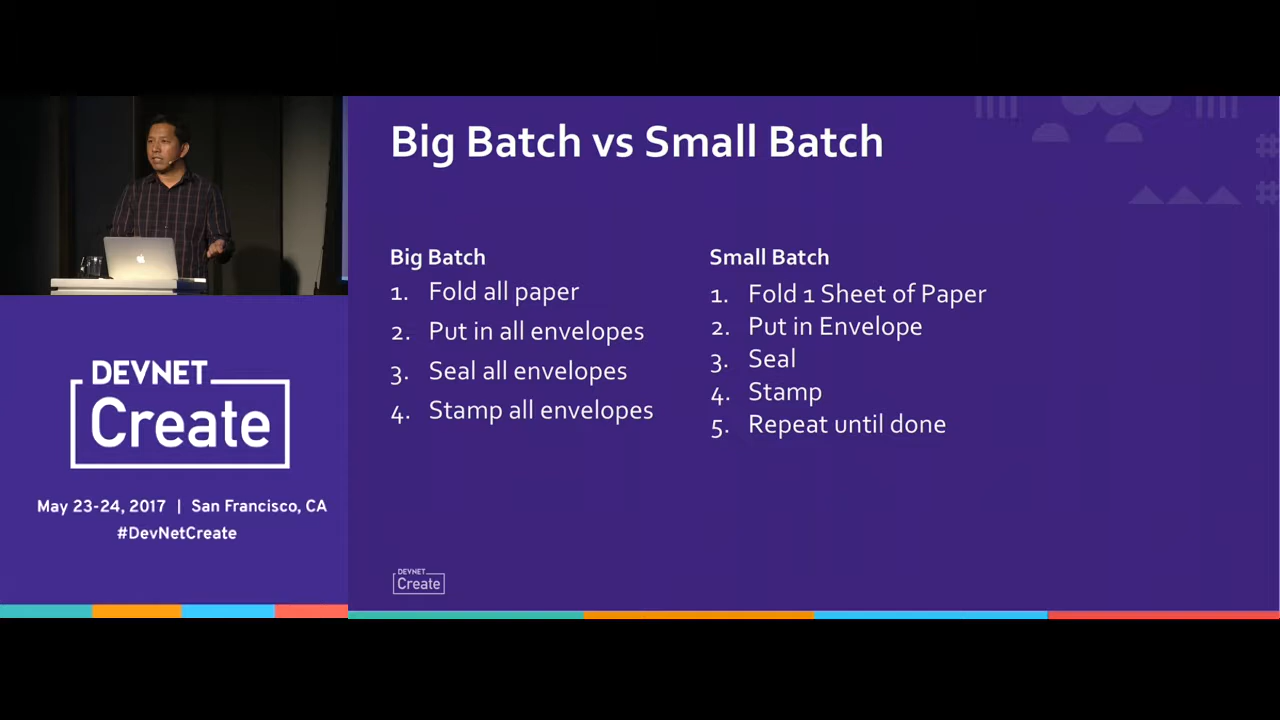 Big Batch vs Small Batch
Big Batch
1. Fold all paper
2. Put in all envelopes
3. Seal all envelopes
4. Stamp all envelopes
Small Batch
1. Fold 1 Sheet of Paper
2. Put in Envelope
3. Seal
4. Stamp
5. Repeat until done
DEVNET
Create
May 23-24, 2017 | San Francisco, CA
#DevNetCreate
DEVNET
Create